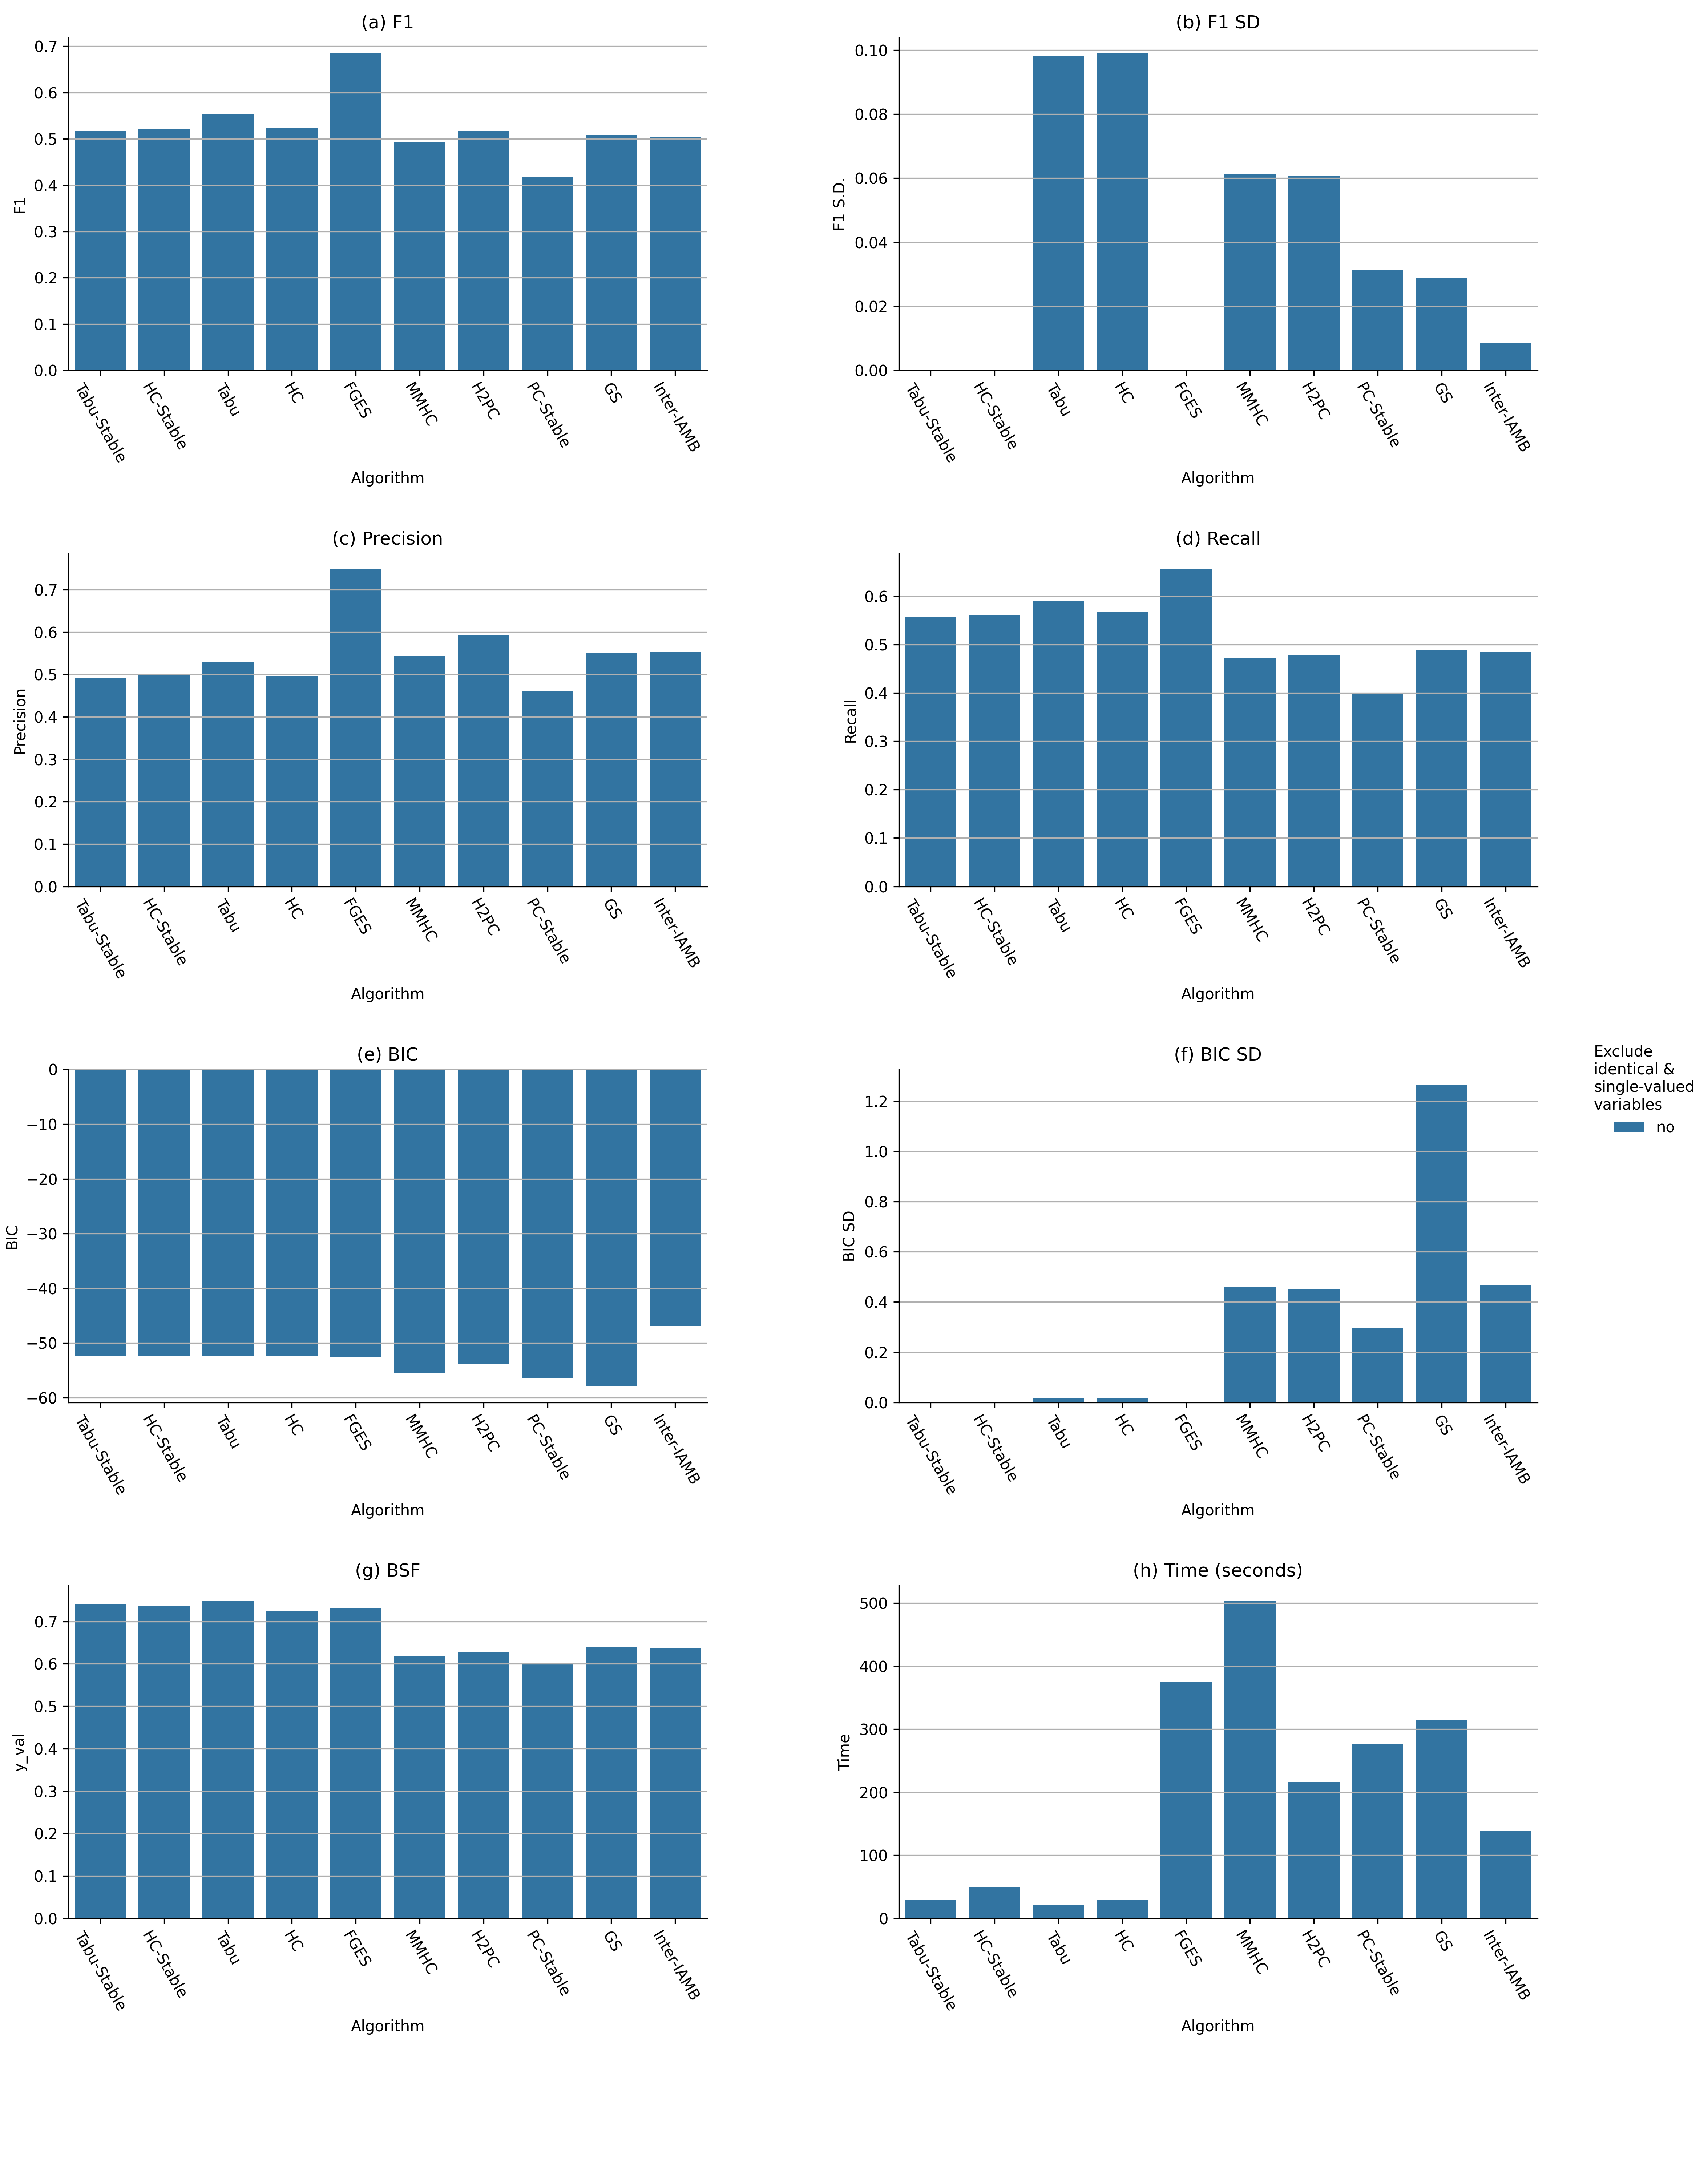 (a) F1
0.7
0.6
0.5
0.4
0.3
0.2
0.1
0.0
F1
Tabu-Stable
HC-Stable
Tabu
HC
FGES
MMHC
H2PC
PC-Stable
GS
Inter-IAMB
Algorithm
(b) F1 SD
0.10
0.08
0.06
0.04
0.02
0.00
F1 S.D.
Tabu-Stable
HC-Stable
Tabu
HC
FGES
MMHC
H2PC
PC-Stable
GS
Inter-IAMB
Algorithm
(c) Precision
0.7
0.6
0.5
0.4
0.3
0.2
0.1
0.0
Precision
Tabu-Stable
HC-Stable
Tabu
HC
FGES
MMHC
H2PC
PC-Stable
GS
Inter-IAMB
Algorithm
(d) Recall
0.6
0.5
0.4
0.3
0.2
0.1
0.0
Recall
Tabu-Stable
HC-Stable
Tabu
HC
FGES
MMHC
H2PC
PC-Stable
GS
Inter-IAMB
Algorithm
(e) BIC
0
−10
−20
−30
−40
−50
−60
BIC
Tabu-Stable
HC-Stable
Tabu
HC
FGES
MMHC
H2PC
PC-Stable
GS
Inter-IAMB
Algorithm
(f) BIC SD
1.2
1.0
0.8
0.6
0.4
0.2
0.0
BIC SD
Tabu-Stable
HC-Stable
Tabu
HC
FGES
MMHC
H2PC
PC-Stable
GS
Inter-IAMB
Algorithm
Exclude
identical &
single-valued
variables
no
(g) BSF
0.7
0.6
0.5
0.4
0.3
0.2
0.1
0.0
y_val
Tabu-Stable
HC-Stable
Tabu
HC
FGES
MMHC
H2PC
PC-Stable
GS
Inter-IAMB
Algorithm
(h) Time (seconds)
500
400
300
200
100
0
Time
Tabu-Stable
HC-Stable
Tabu
HC
FGES
MMHC
H2PC
PC-Stable
GS
Inter-IAMB
Algorithm